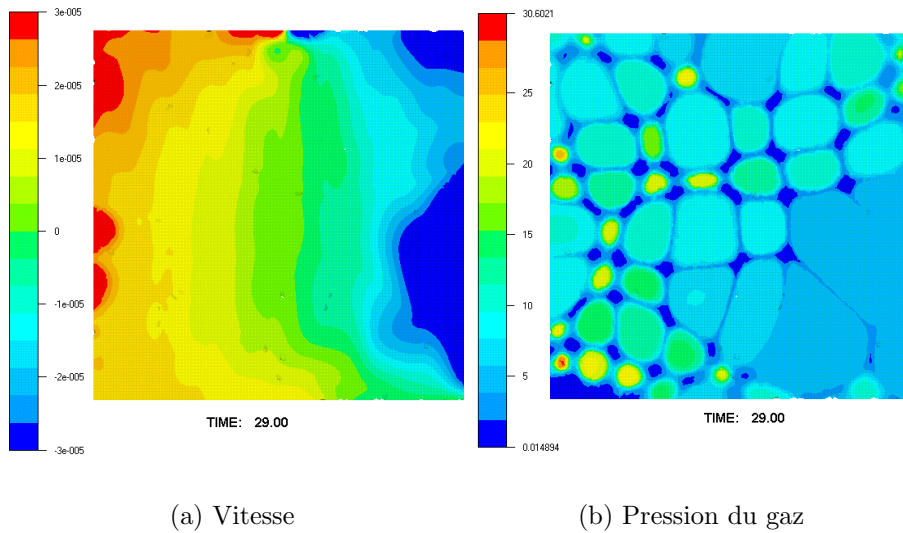 3e-005
2e-005
1e-005
0
-1e-005
-2e-005
-3e-005
TIME: 29.00
30.6021
25
20
15
10
5
0.014894
TIME: 29.00
(a) Vitesse
(b) Pression du gaz